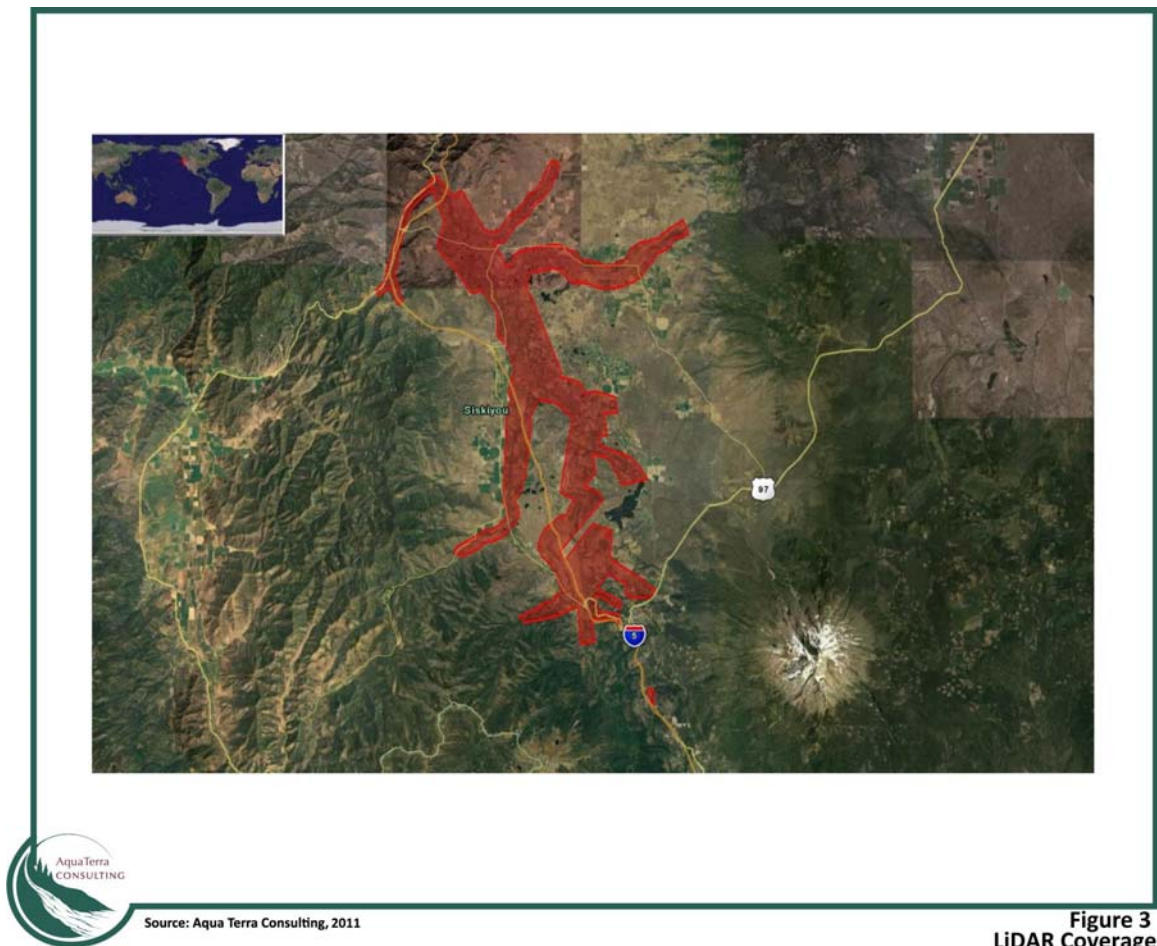 Siskiyou
97
5
AquaTerra
CONSULTING
Source: Aqua Terra Consulting, 2011
Figure 3
LiDAR Coverage